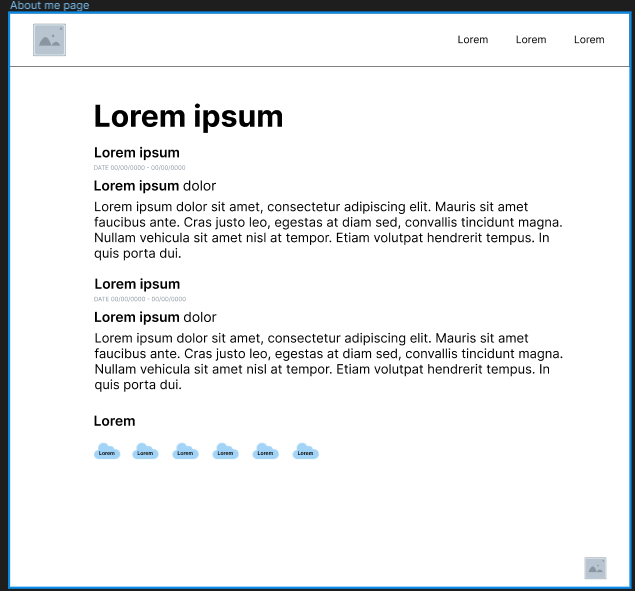 About me page
Lorem Lorem Lorem
Lorem ipsum
Lorem ipsum
DATE 00/00/0000 - 00/00/0000
Lorem ipsum dolor
Lorem ipsum dolor sit amet, consectetur adipiscing elit. Mauris sit amet
faucibus ante. Cras justo leo, egestas at diam sed, convallis tincidunt magna.
Nullam vehicula sit amet nisl at tempor. Etiam volutpat hendrerit tempus. In
quis porta dui.
Lorem ipsum
DATE 00/00/0000 - 00/00/0000
Lorem ipsum dolor
Lorem ipsum dolor sit amet, consectetur adipiscing elit. Mauris sit amet
faucibus ante. Cras justo leo, egestas at diam sed, convallis tincidunt magna.
Nullam vehicula sit amet nisl at tempor. Etiam volutpat hendrerit tempus. In
quis porta dui.
Lorem
Lorem Lorem Lorem Lorem Lorem Lorem